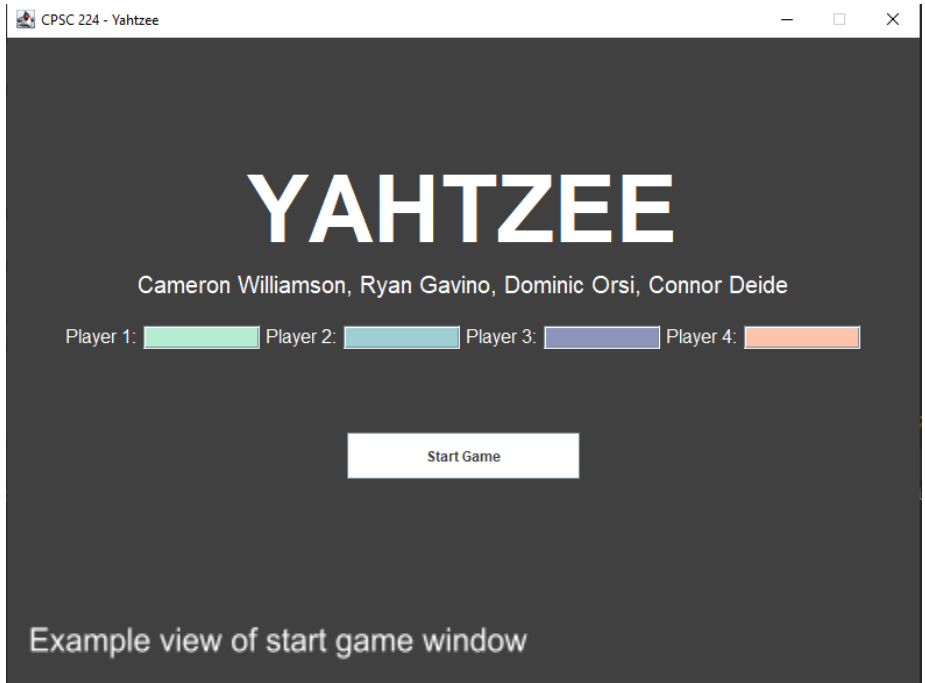 CPSC 224 - Yahtzee
YAHTZEE
Cameron Williamson, Ryan Gavino, Dominic Orsi, Connor Deide
Player 1: Player 2: Player 3: Player 4:
Start Game
Example view of start game window